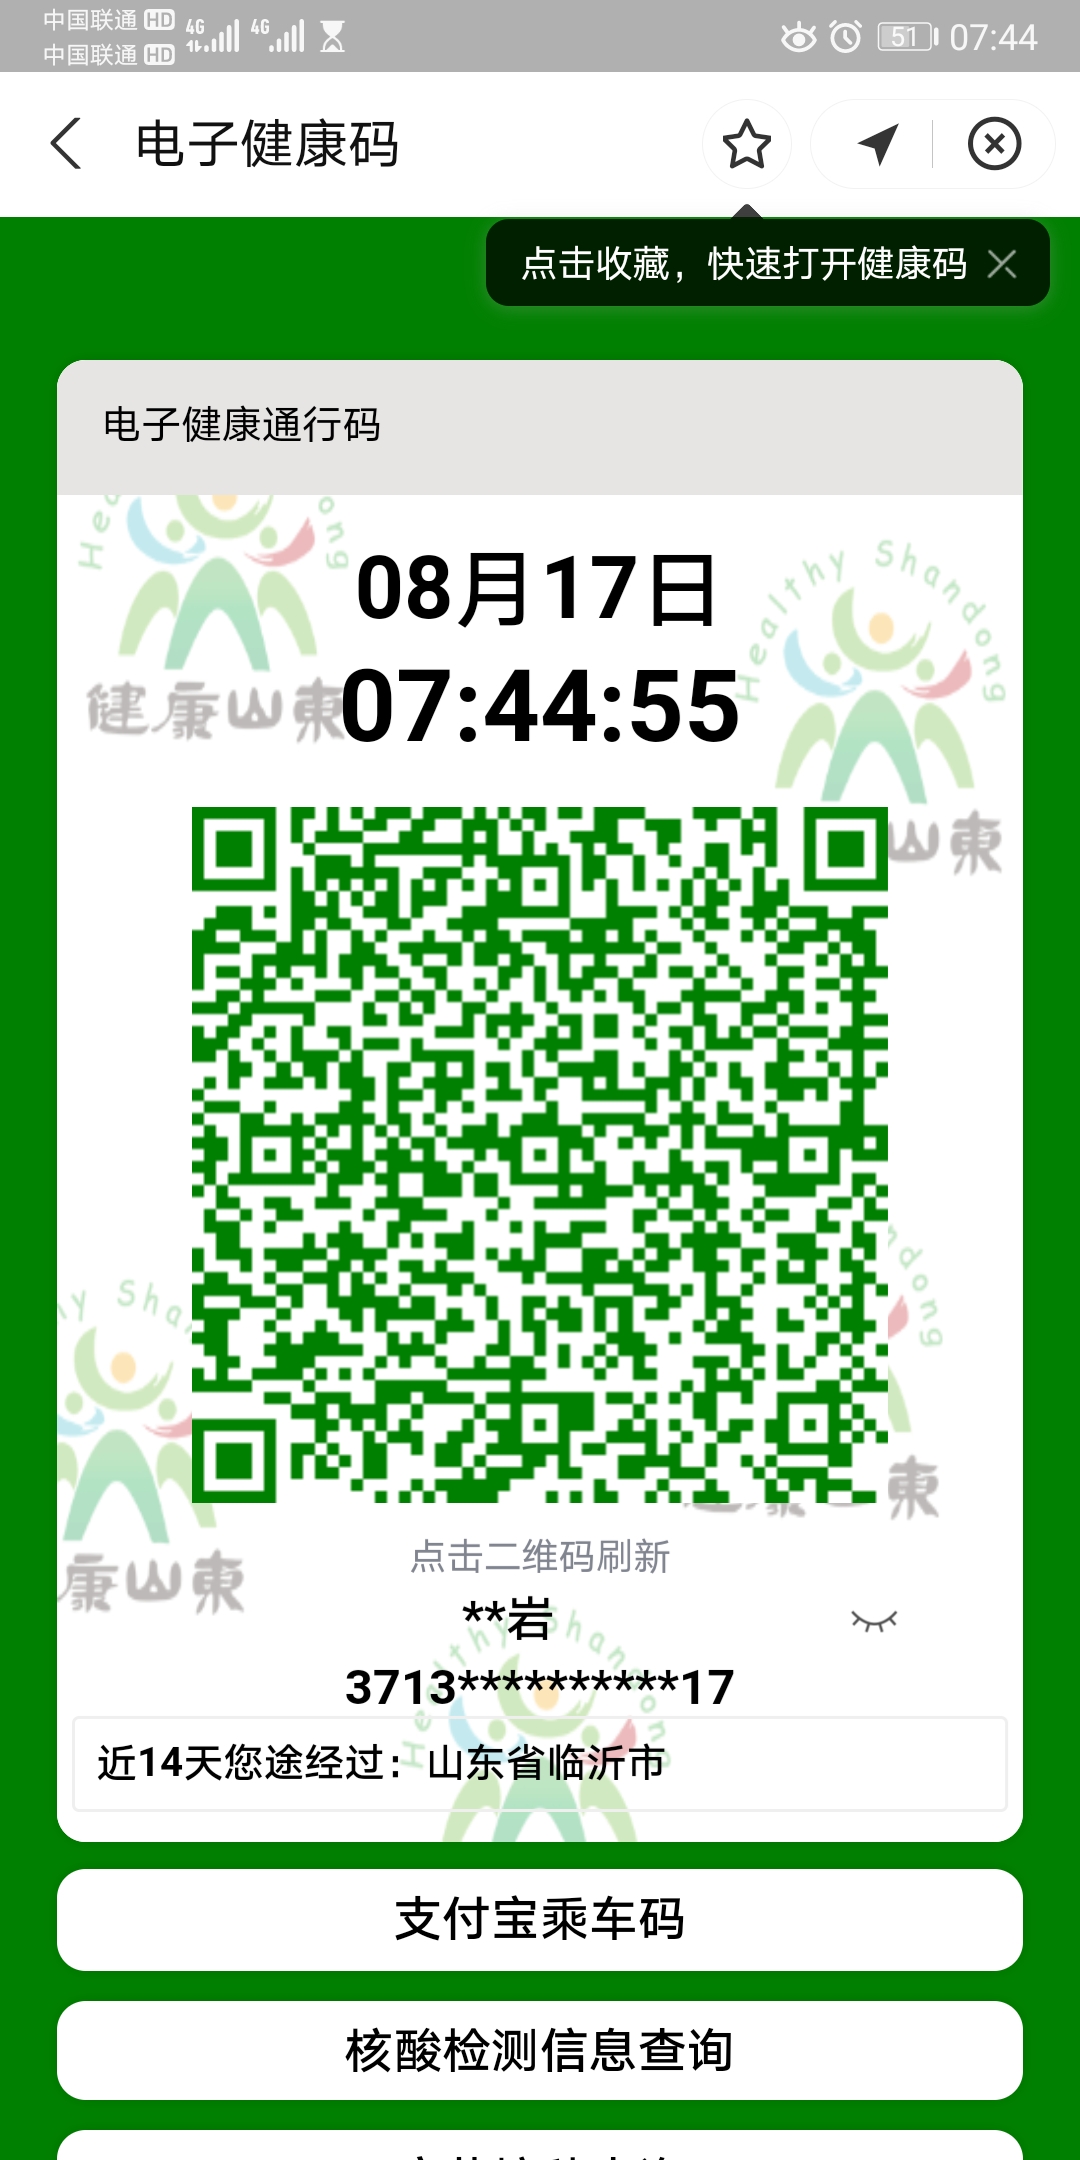 中国联通 HD 4G 4G 51 07:44
中国联通 HD
电子健康码
点击收藏，快速打开健康码
电子健康通行码
Healthy Shandong
健康山東
08月17日
07:44:55
点击二维码刷新
**岩
3713**********17
近14天您途经过：山东省临沂市
支付宝乘车码
核酸检测信息查询